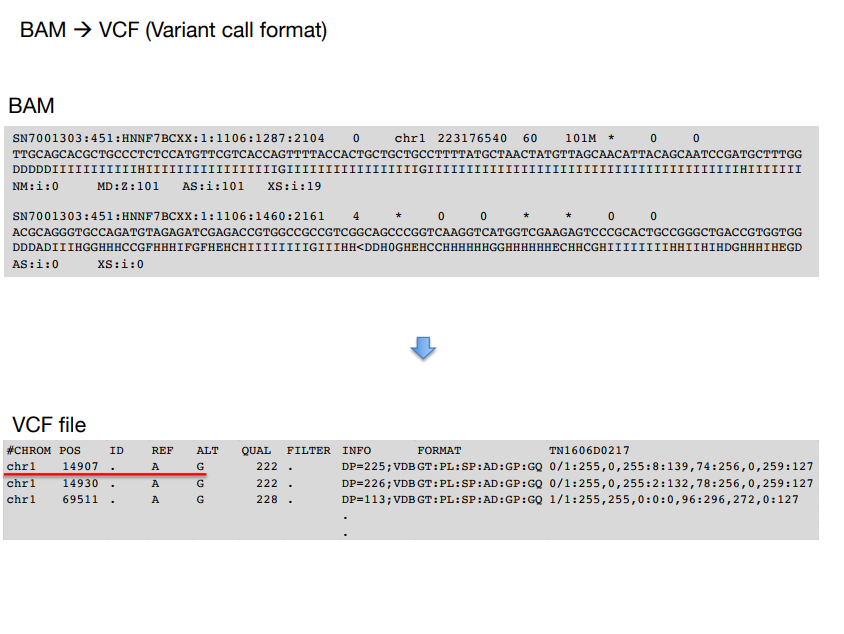 BAM → VCF (Variant call format)
BAM
SN7001303:451:HNNF7BCXX:1:1106:1287:2104 0 chr1 223176540 60 101M * 0 0
TTGCAGCACGCTGCCCTCTCCATGTTCGTCACCAGTTTTACCACTGCTGCTGCCTTTTATGCTAACTATGTTAGCAACATTACAGCAATCCGATGCTTTGG
DDDDDIIIIIIIIIIIHIIIIIIIIIIIIIIIIIGIIIIIIIIIIIIIIIIIGIIIIIIIIIIIIIIIIIIIIIIIIIIIIIIIIIIIIIIIIHIIIIIII
NM:i:0 MD:Z:101 AS:i:101 XS:i:19
SN7001303:451:HNNF7BCXX:1:1106:1460:2161 4 * 0 0 * * 0 0
ACGCAGGGTGCCAGATGTAGAGATCGAGACCGTGGCCGCCGTCGGCAGCCCGGTCAAGGTCATGGTCGAAGAGTCCCGCACTGCCGGGCTGACCGTGGTGG
DDDADIIIHGGHHHCCGFHHHIFGFHEHCHIIIIIIIIGIIIHH<DDH0GHEHCCHHHHHHGGHHHHHHECHHCGHIIIIIIIIHHIIHIHDGHHHIHEGD
AS:i:0 XS:i:0
VCF file
#CHROM POS ID REF ALT QUAL FILTER INFO FORMAT TN1606D0217
chr1 14907 . A G 222 . DP=225;VDB GT:PL:SP:AD:GP:GQ 0/1:255,0,255:8:139,74:256,0,259:127
chr1 14930 . A G 222 . DP=226;VDB GT:PL:SP:AD:GP:GQ 0/1:255,0,255:2:132,78:256,0,259:127
chr1 69511 . A G 228 . DP=113;VDB GT:PL:SP:AD:GP:GQ 1/1:255,255,0:0:0,96:296,272,0:127
.
.